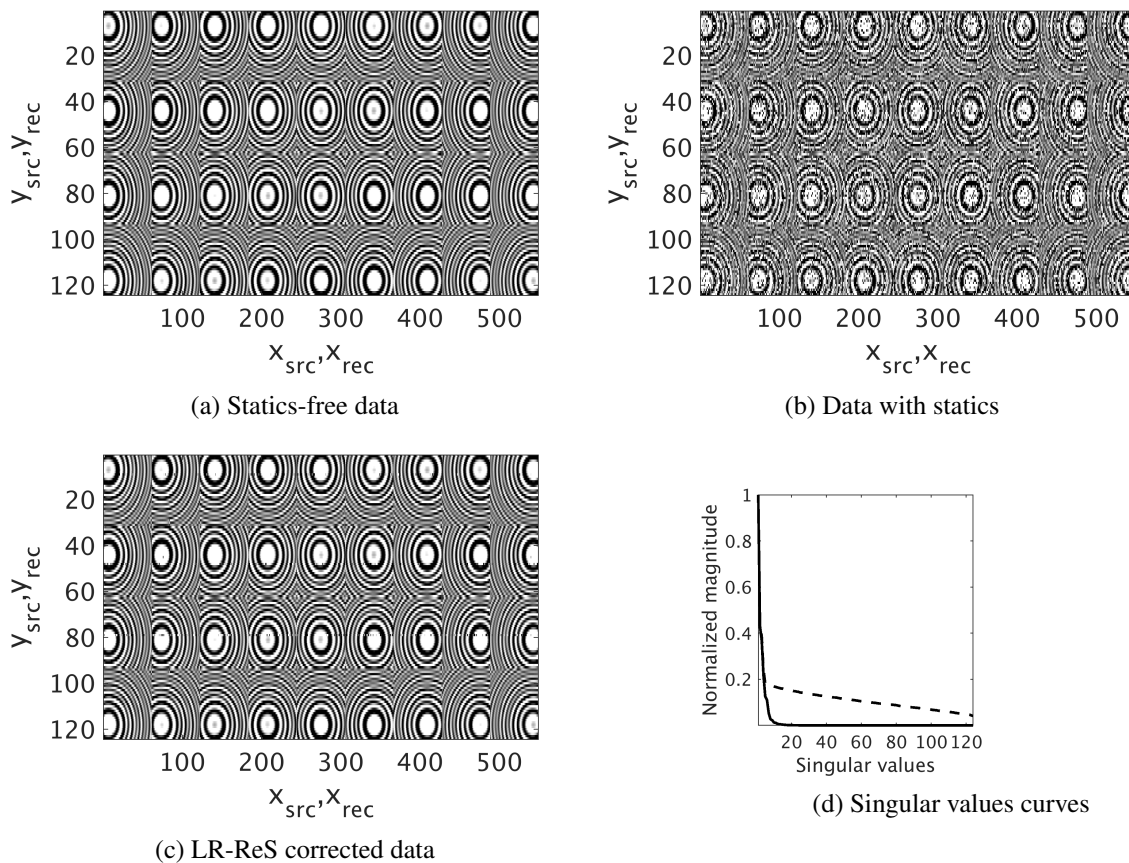 20
40
60
80
100
120
y_src,y_rec
100 200 300 400 500
x_src,x_rec
(a) Statics-free data
20
40
60
80
100
120
y_src,y_rec
100 200 300 400 500
x_src,x_rec
(b) Data with statics
20
40
60
80
100
120
y_src,y_rec
100 200 300 400 500
x_src,x_rec
(c) LR-ReS corrected data
1
0.8
0.6
0.4
0.2
Normalized magnitude
20 40 60 80 100 120
Singular values
(d) Singular values curves